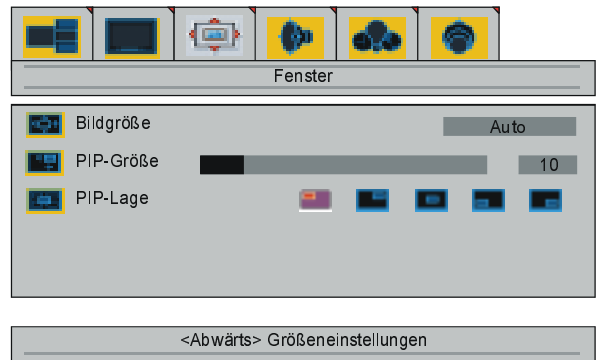 Fenster
Bildgröße Auto
PIP-Größe 10
PIP-Lage
<Abwärts> Größeneinstellungen